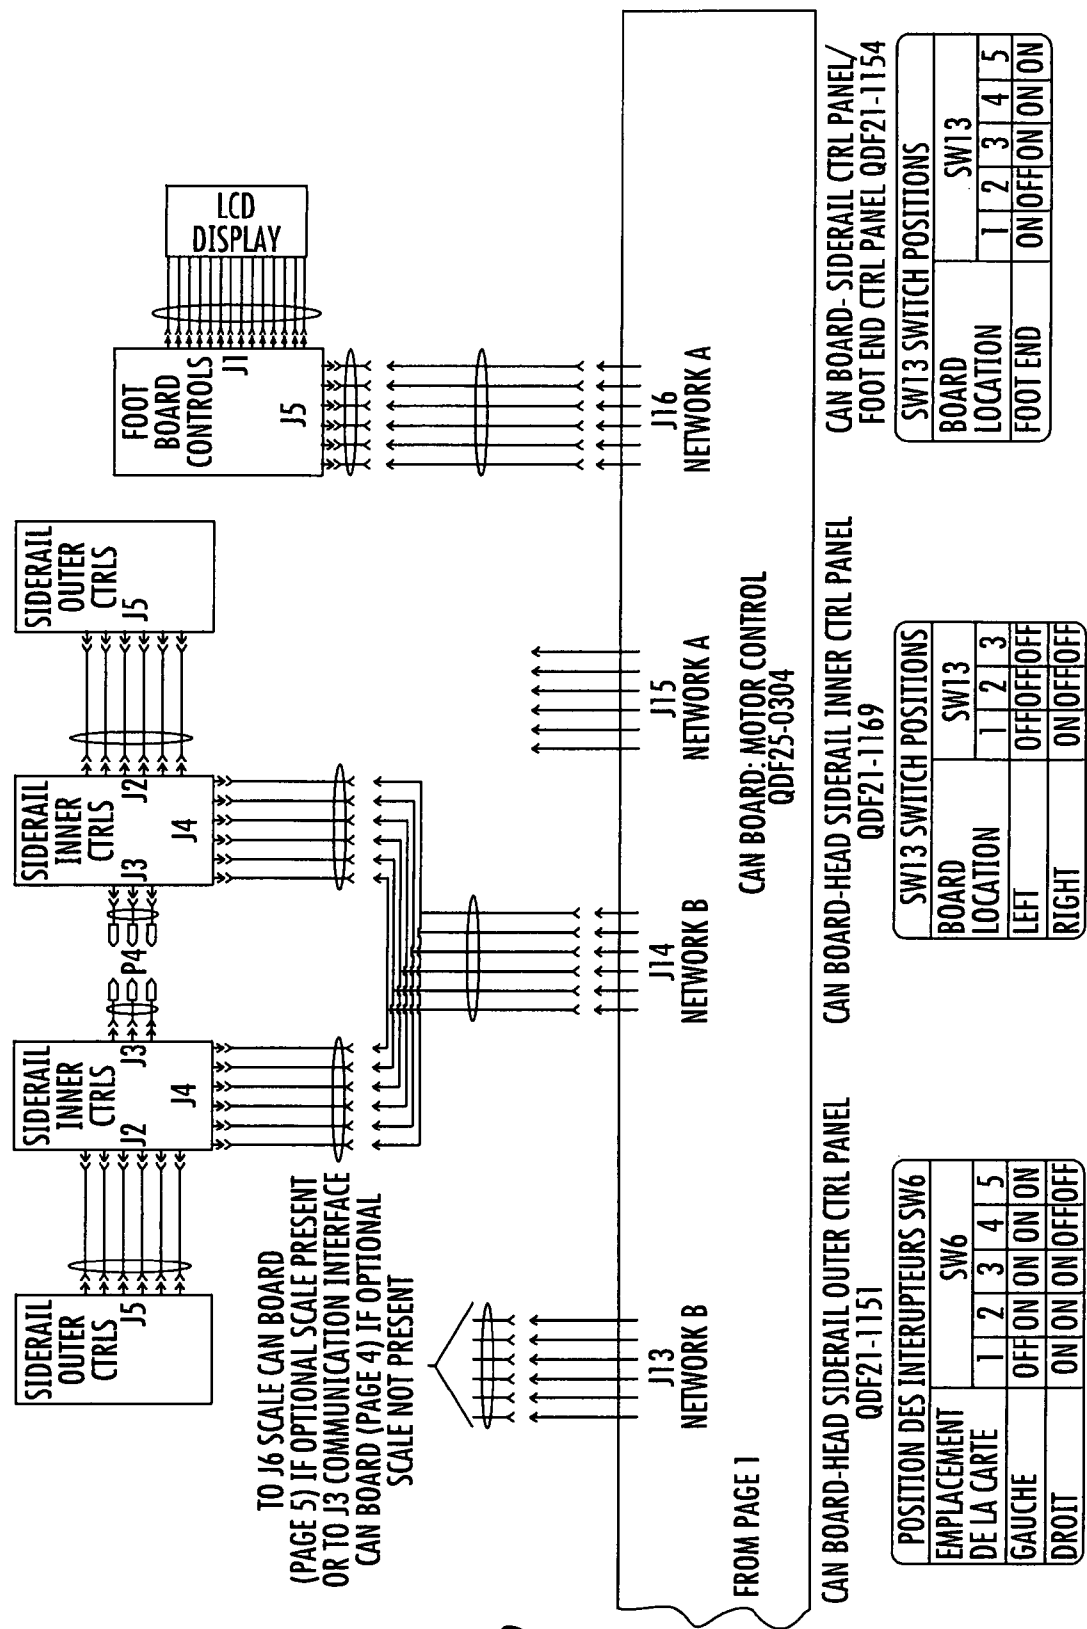 SIDERAIL
OUTER
CTRLS
J5
SIDERAIL
INNER
CTRLS
J2
J3
J4
P4
SIDERAIL
INNER
CTRLS
J3
J2
J4
SIDERAIL
OUTER
CTRLS
J5
FOOT
BOARD
CONTROLS
J1
J5
LCD
DISPLAY
TO J6 SCALE CAN BOARD
(PAGE 5) IF OPTIONAL SCALE PRESENT
OR TO J3 COMMUNICATION INTERFACE
CAN BOARD (PAGE 4) IF OPTIONAL
SCALE NOT PRESENT
J13
NETWORK B
J14
NETWORK B
J15
NETWORK A
J16
NETWORK A
FROM PAGE 1
CAN BOARD: MOTOR CONTROL
QDF25-0304
CAN BOARD-HEAD SIDERAIL OUTER CTRL PANEL
QDF21-1151
POSITION DES INTERUPTEURS SW6
EMPLACEMENT DE LA CARTE SW6
1 2 3 4 5
GAUCHE OFF ON ON ON ON
DROIT ON ON ON OFF OFF
CAN BOARD-HEAD SIDERAIL INNER CTRL PANEL
QDF21-1169
SW13 SWITCH POSITIONS
BOARD LOCATION SW13
1 2 3
LEFT OFF OFF OFF
RIGHT ON OFF OFF
CAN BOARD- SIDERAIL CTRL PANEL/
FOOT END CTRL PANEL QDF21-1154
SW13 SWITCH POSITIONS
BOARD LOCATION SW13
1 2 3 4 5
FOOT END ON OFF ON ON ON